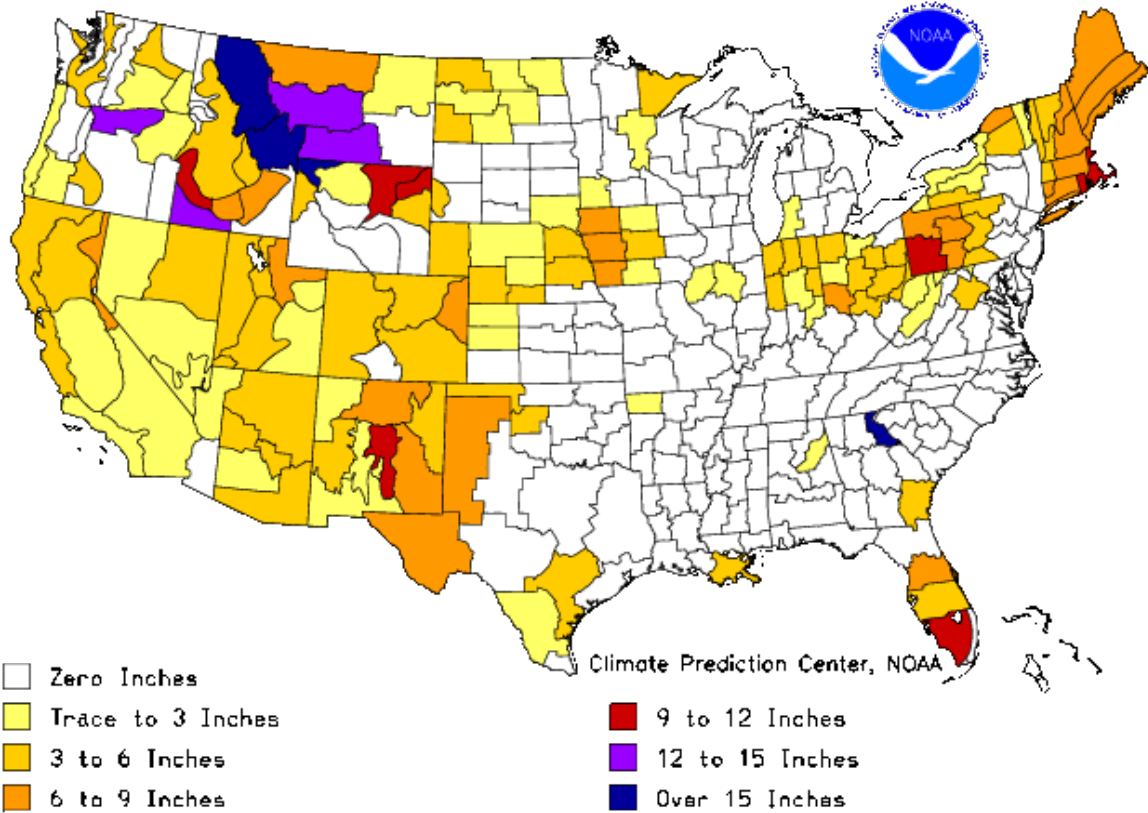 NOAA
Climate Prediction Center, NOAA
Zero Inches
Trace to 3 Inches
3 to 6 Inches
6 to 9 Inches
9 to 12 Inches
12 to 15 Inches
Over 15 Inches